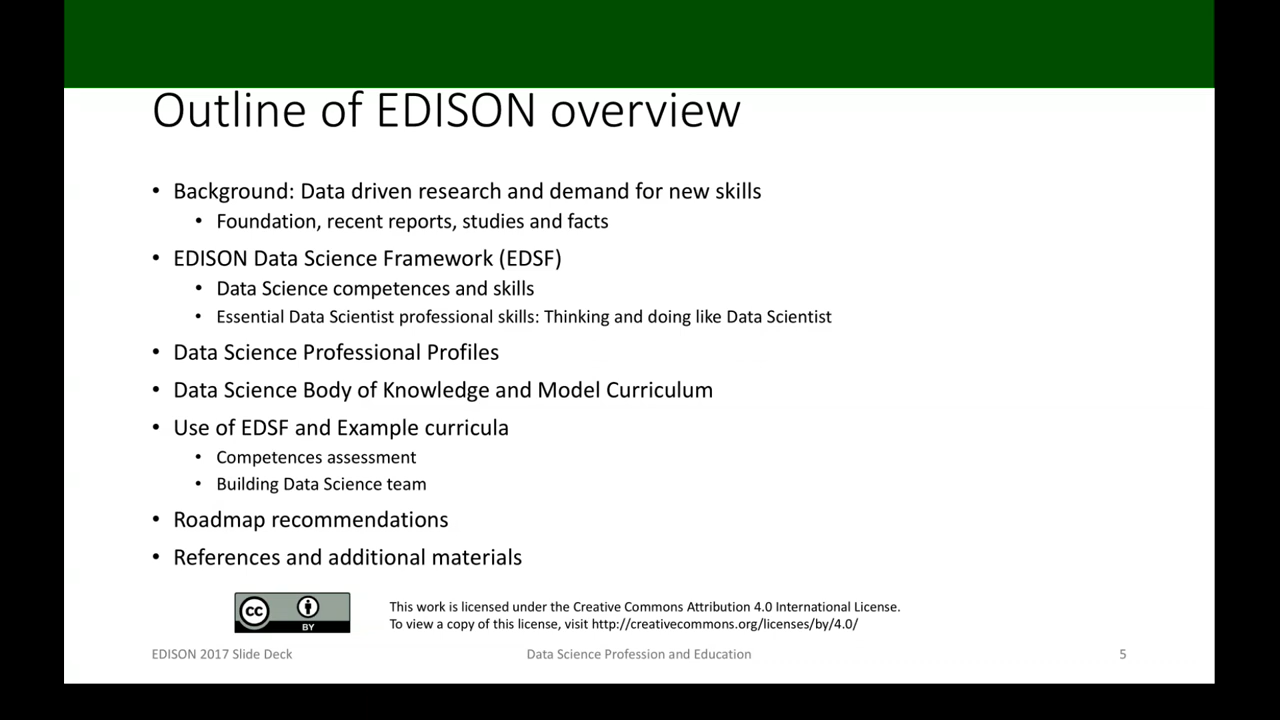 Outline of EDISON overview
• Background: Data driven research and demand for new skills
• Foundation, recent reports, studies and facts
• EDISON Data Science Framework (EDSF)
• Data Science competences and skills
• Essential Data Scientist professional skills: Thinking and doing like Data Scientist
• Data Science Professional Profiles
• Data Science Body of Knowledge and Model Curriculum
• Use of EDSF and Example curricula
• Competences assessment
• Building Data Science team
• Roadmap recommendations
• References and additional materials
cc
BY
This work is licensed under the Creative Commons Attribution 4.0 International License.
To view a copy of this license, visit http://creativecommons.org/licenses/by/4.0/
EDISON 2017 Slide Deck
Data Science Profession and Education
5